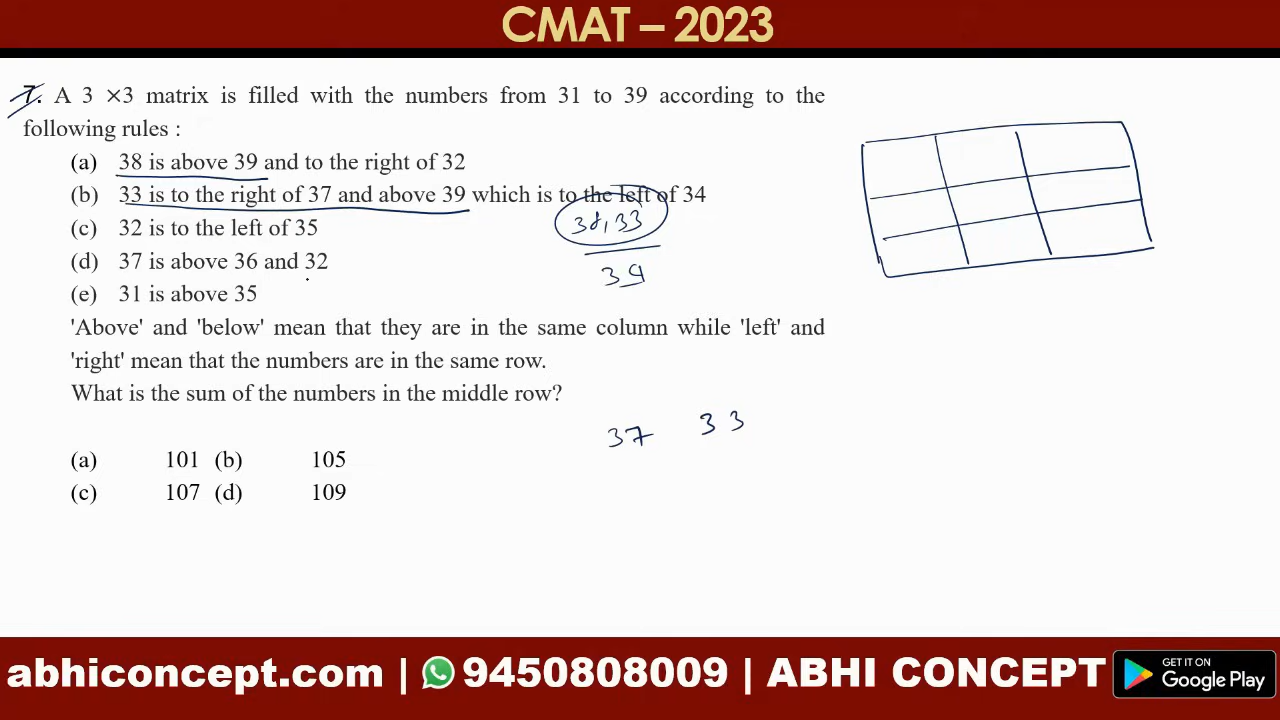 CMAT – 2023
7. A 3 ×3 matrix is filled with the numbers from 31 to 39 according to the
following rules :
(a) 38 is above 39 and to the right of 32
(b) 33 is to the right of 37 and above 39 which is to the left of 34
38,33
(c) 32 is to the left of 35
39
(d) 37 is above 36 and 32
(e) 31 is above 35
'Above' and 'below' mean that they are in the same column while 'left' and
'right' mean that the numbers are in the same row.
What is the sum of the numbers in the middle row?
37 33
(a) 101 (b) 105
(c) 107 (d) 109
abhiconcept.com | 9450808009 | ABHI CONCEPT
GET IT ON
Google Play